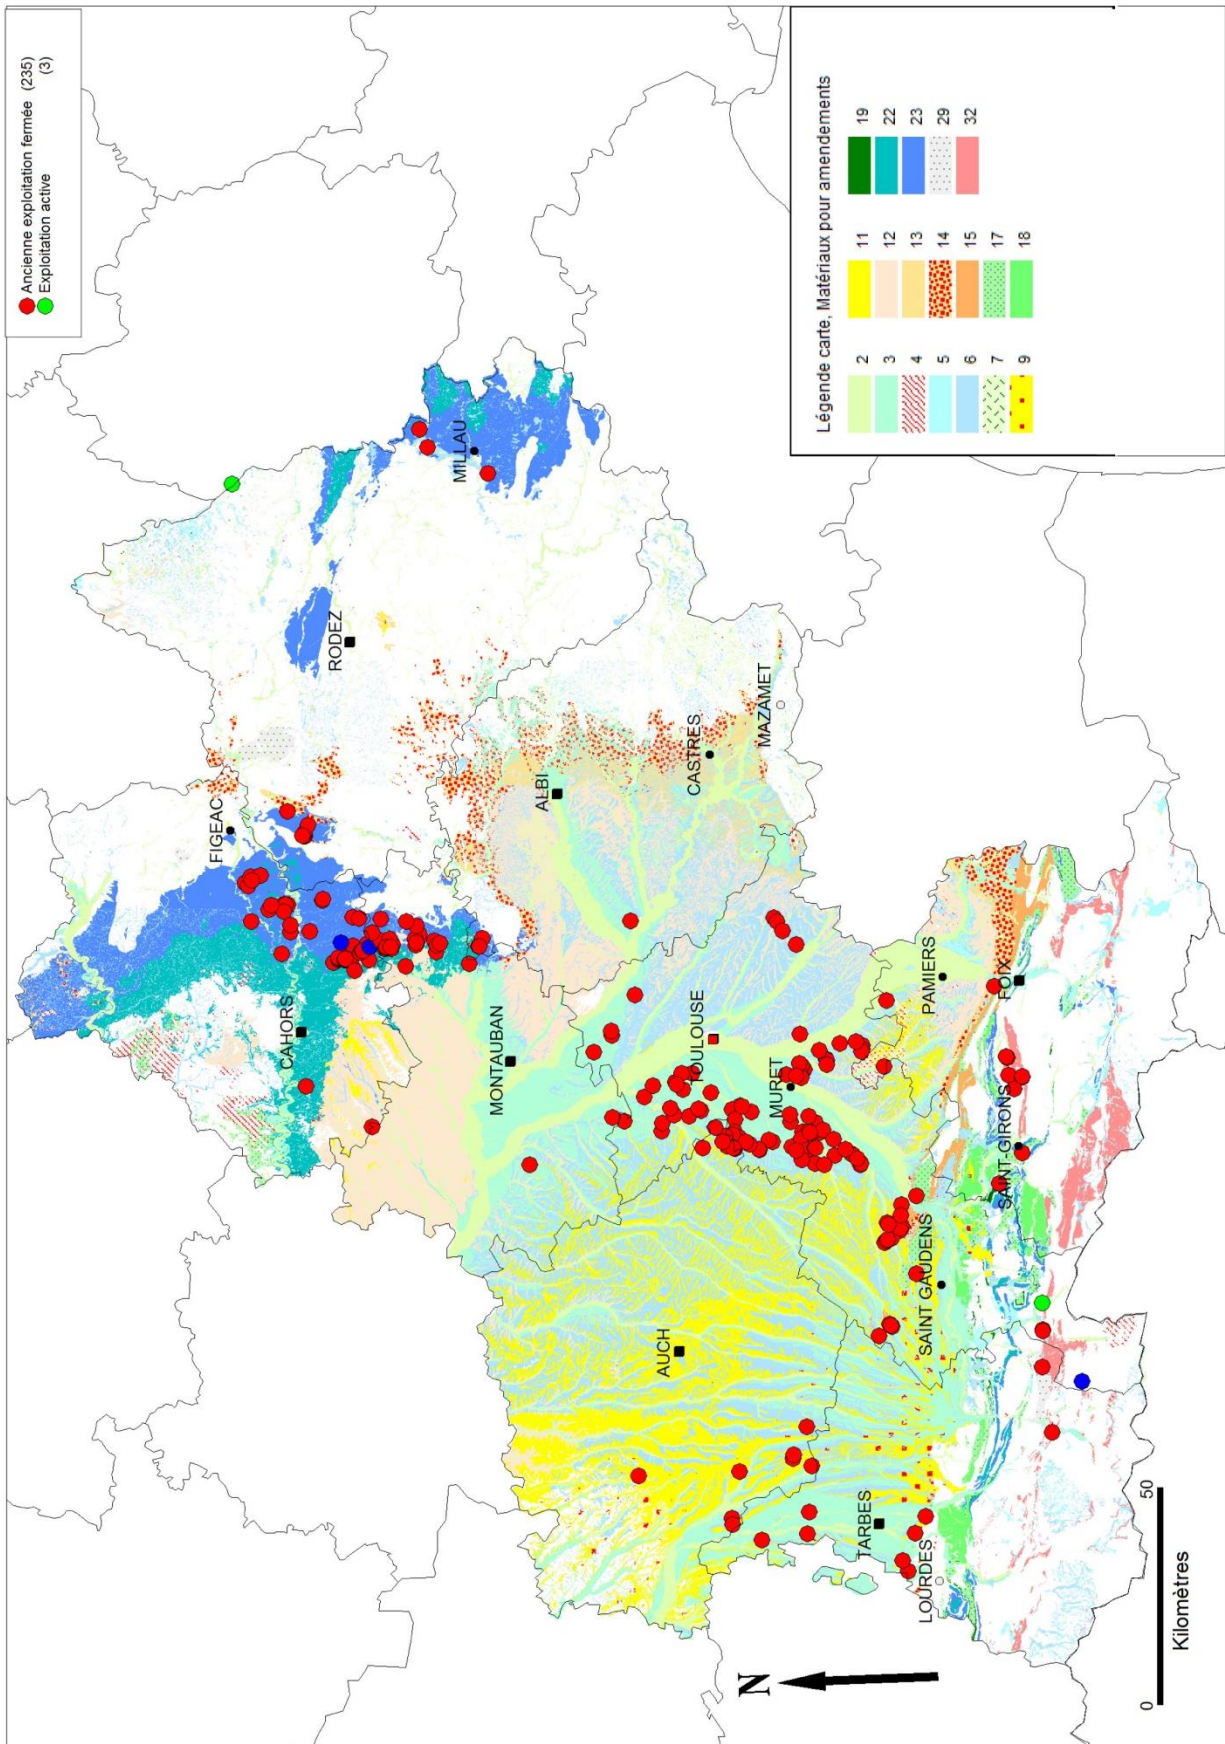 Ancienne exploitation fermée (235)
Exploitation active (3)
FIGEAC
CAHORS
RODEZ
MILLAU
MONTAUBAN
ALBI
CASTRES
MAZAMET
AUCH
TOULOUSE
MURET
TARBES
LOURDES
SAINT GAUDENS
SAINT-GIRONS
PAMIERS
FOIX
N
0 50
Kilomètres
Légende carte, Matériaux pour amendements
2 11 19
3 12 22
4 13 23
5 14 29
6 15 32
7 17
9 18